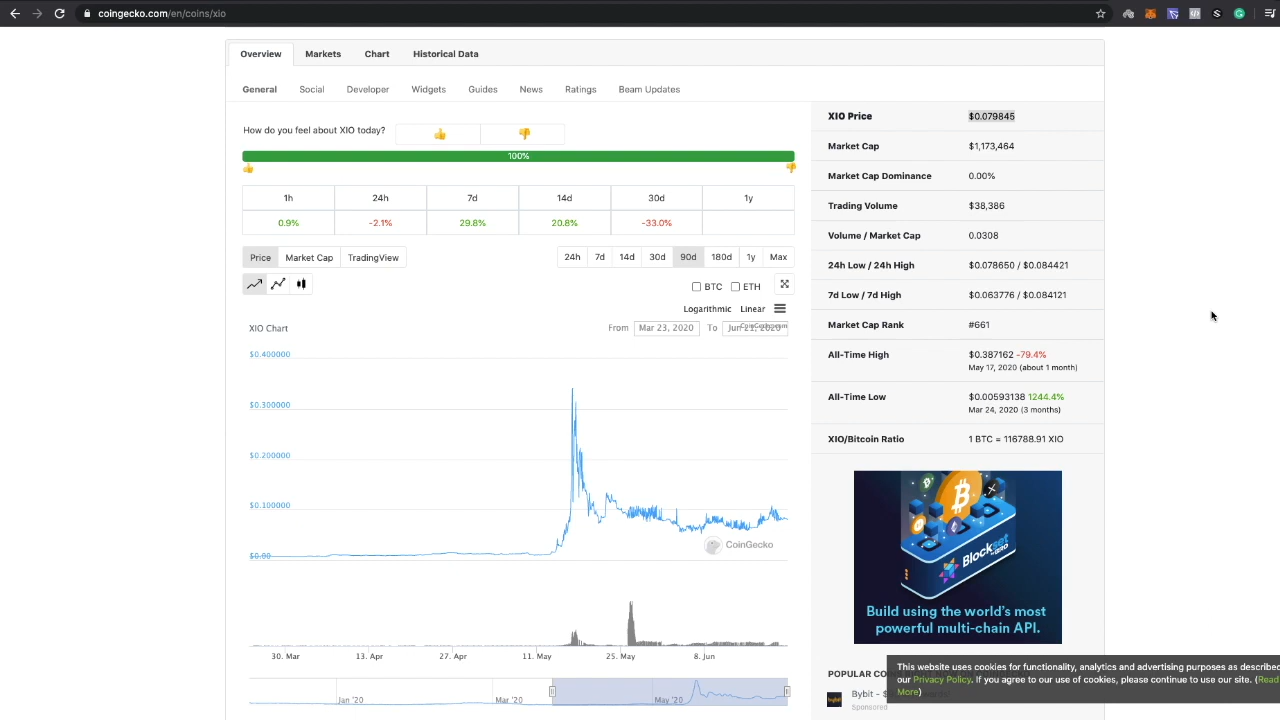 coingecko.com/en/coins/xio
Overview Markets Chart Historical Data
General Social Developer Widgets Guides News Ratings Beam Updates
How do you feel about XIO today?
100%
1h 24h 7d 14d 30d 1y
0.9% -2.1% 29.8% 20.8% -33.0%
Price Market Cap TradingView
24h 7d 14d 30d 90d 180d 1y Max
BTC ETH
Logarithmic Linear
XIO Chart
From Mar 23, 2020 To Jun 21, 2020
CoinGecko.com
$0.400000
$0.300000
$0.200000
$0.100000
$0.00
CoinGecko
30. Mar 13. Apr 27. Apr 11. May 25. May 8. Jun
Jan '20 Mar '20 May '20
XIO Price $0.079845
Market Cap $1,173,464
Market Cap Dominance 0.00%
Trading Volume $38,386
Volume / Market Cap 0.0308
24h Low / 24h High $0.078650 / $0.084421
7d Low / 7d High $0.063776 / $0.084121
Market Cap Rank #661
All-Time High $0.387162 -79.4%
May 17, 2020 (about 1 month)
All-Time Low $0.00593138 1244.4%
Mar 24, 2020 (3 months)
XIO/Bitcoin Ratio 1 BTC = 116788.91 XIO
Blockset
Build using the world's most
powerful multi-chain API.
POPULAR
Bybit -
Sponsored
This website uses cookies for functionality, analytics and advertising purposes as described
our Privacy Policy. If you agree to our use of cookies, please continue to use our site. (Read
More)